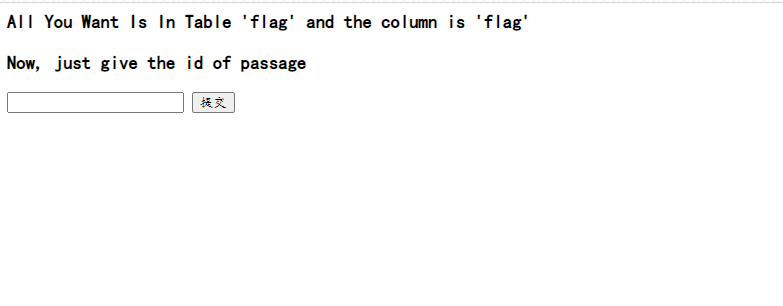 All You Want Is In Table 'flag' and the column is 'flag'
Now, just give the id of passage
提交